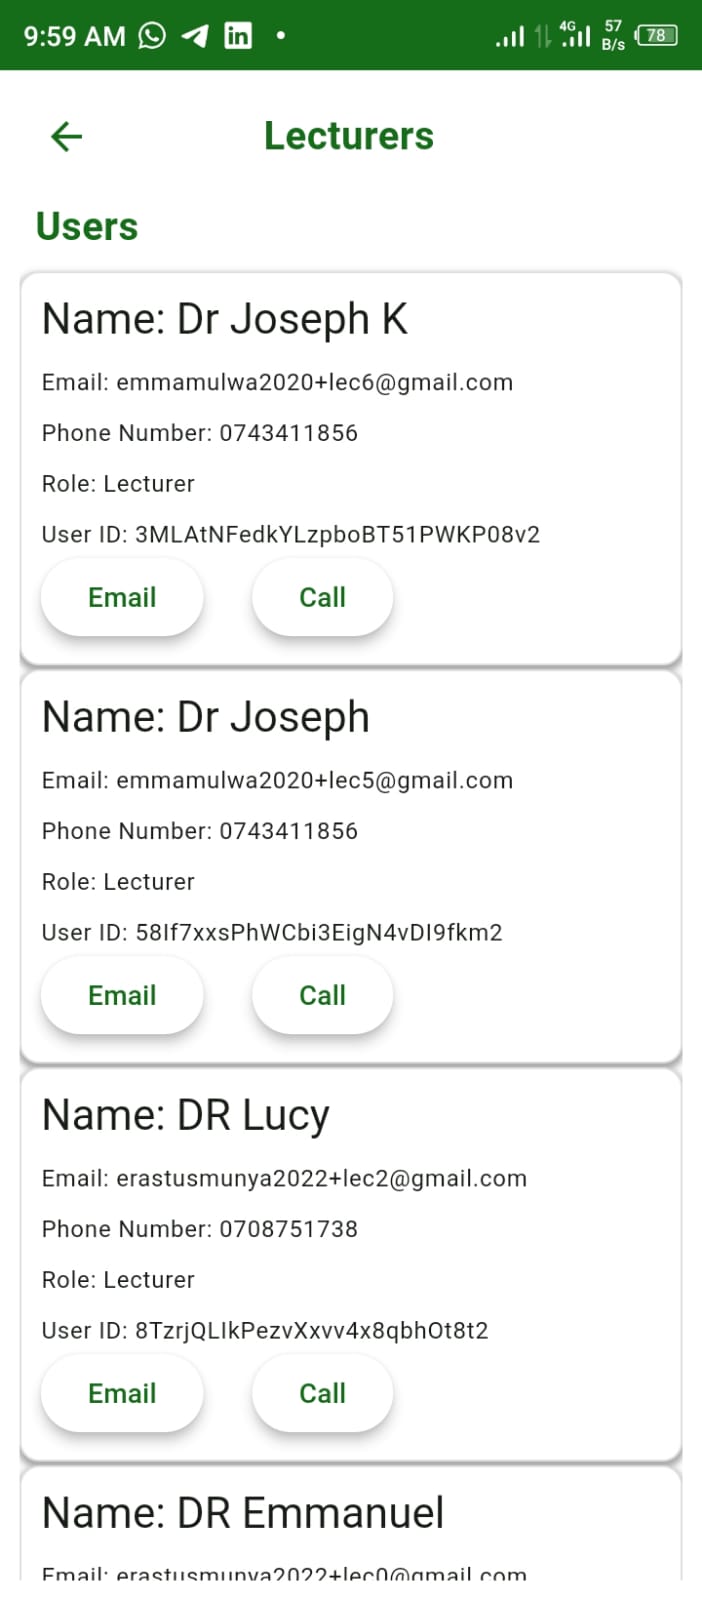 9:59 AM
4G 57 B/s 78
Lecturers
Users
Name: Dr Joseph K
Email: emmamulwa2020+lec6@gmail.com
Phone Number: 0743411856
Role: Lecturer
User ID: 3MLAtNFedkYLzpboBT51PWKP08v2
Email Call
Name: Dr Joseph
Email: emmamulwa2020+lec5@gmail.com
Phone Number: 0743411856
Role: Lecturer
User ID: 58If7xxsPhWCbi3EigN4vDI9fkm2
Email Call
Name: DR Lucy
Email: erastusmunya2022+lec2@gmail.com
Phone Number: 0708751738
Role: Lecturer
User ID: 8TzrjQLIkPezvXxvv4x8qbhOt8t2
Email Call
Name: DR Emmanuel
Email: erastusmunya2022+lec0@gmail.com